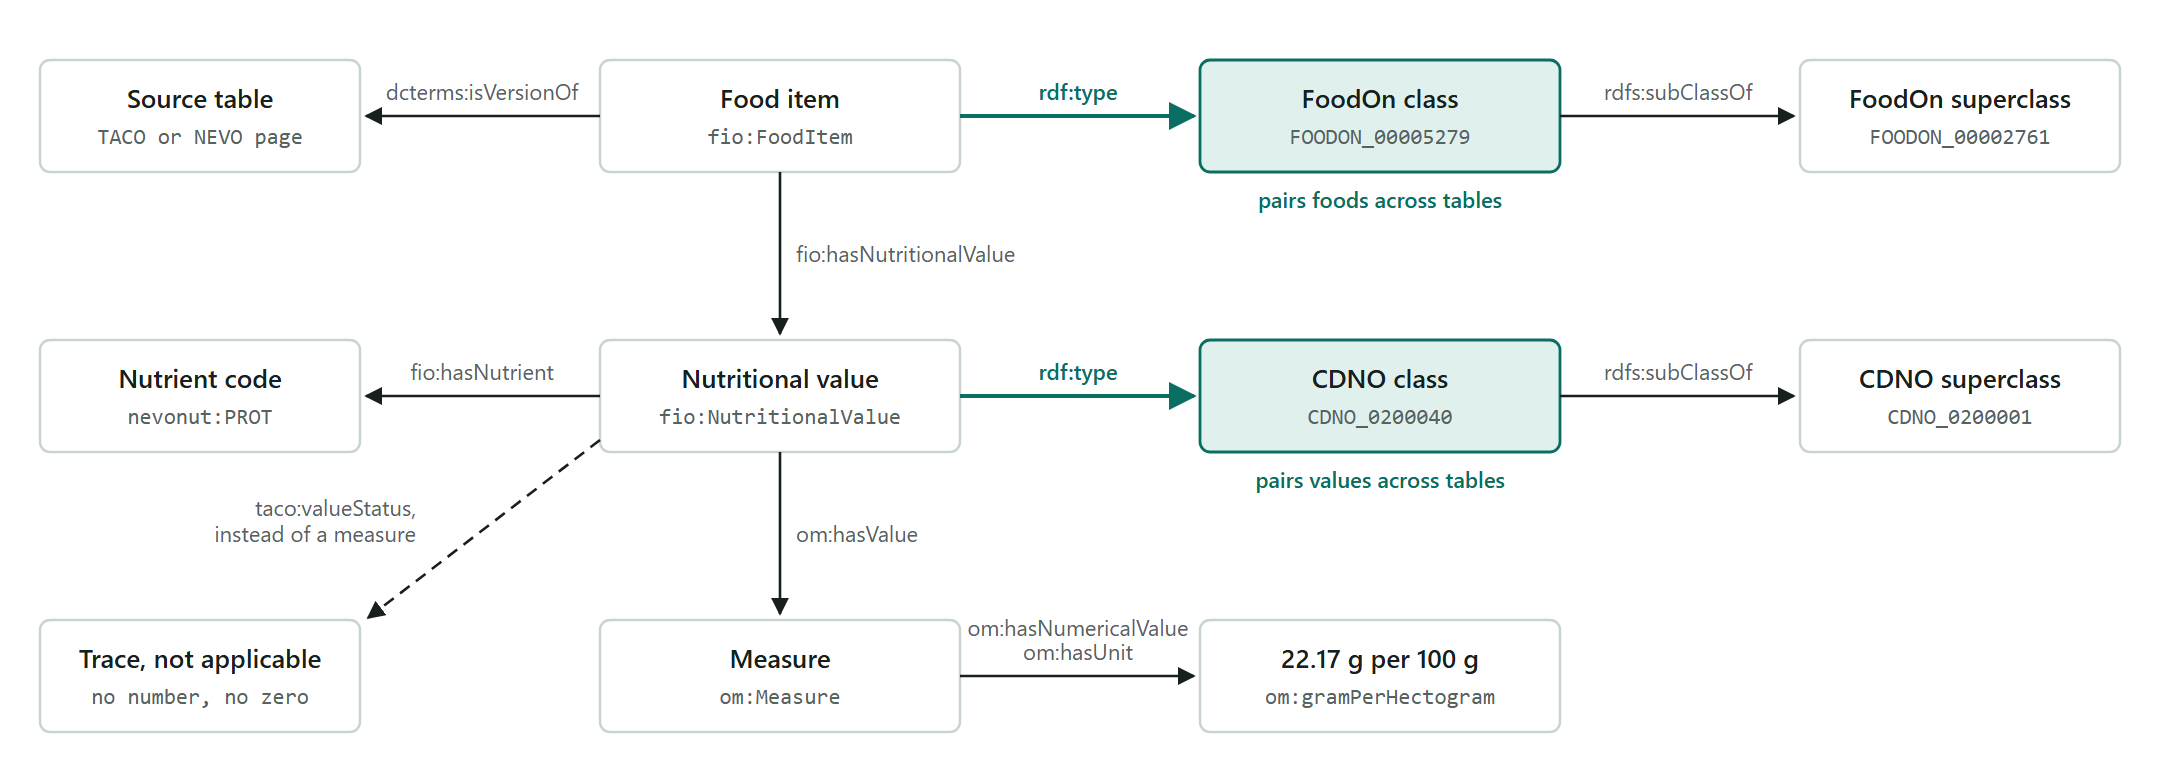 Source table
TACO or NEVO page
dcterms:isVersionOf
Food item
fio:FoodItem
rdf:type
FoodOn class
FOODON_00005279
rdfs:subClassOf
FoodOn superclass
FOODON_00002761
pairs foods across tables
fio:hasNutritionalValue
Nutrient code
nevonut:PROT
fio:hasNutrient
Nutritional value
fio:NutritionalValue
rdf:type
CDNO class
CDNO_0200040
rdfs:subClassOf
CDNO superclass
CDNO_0200001
pairs values across tables
taco:valueStatus,
instead of a measure
om:hasValue
Trace, not applicable
no number, no zero
Measure
om:Measure
om:hasNumericalValue
om:hasUnit
22.17 g per 100 g
om:gramPerHectogram